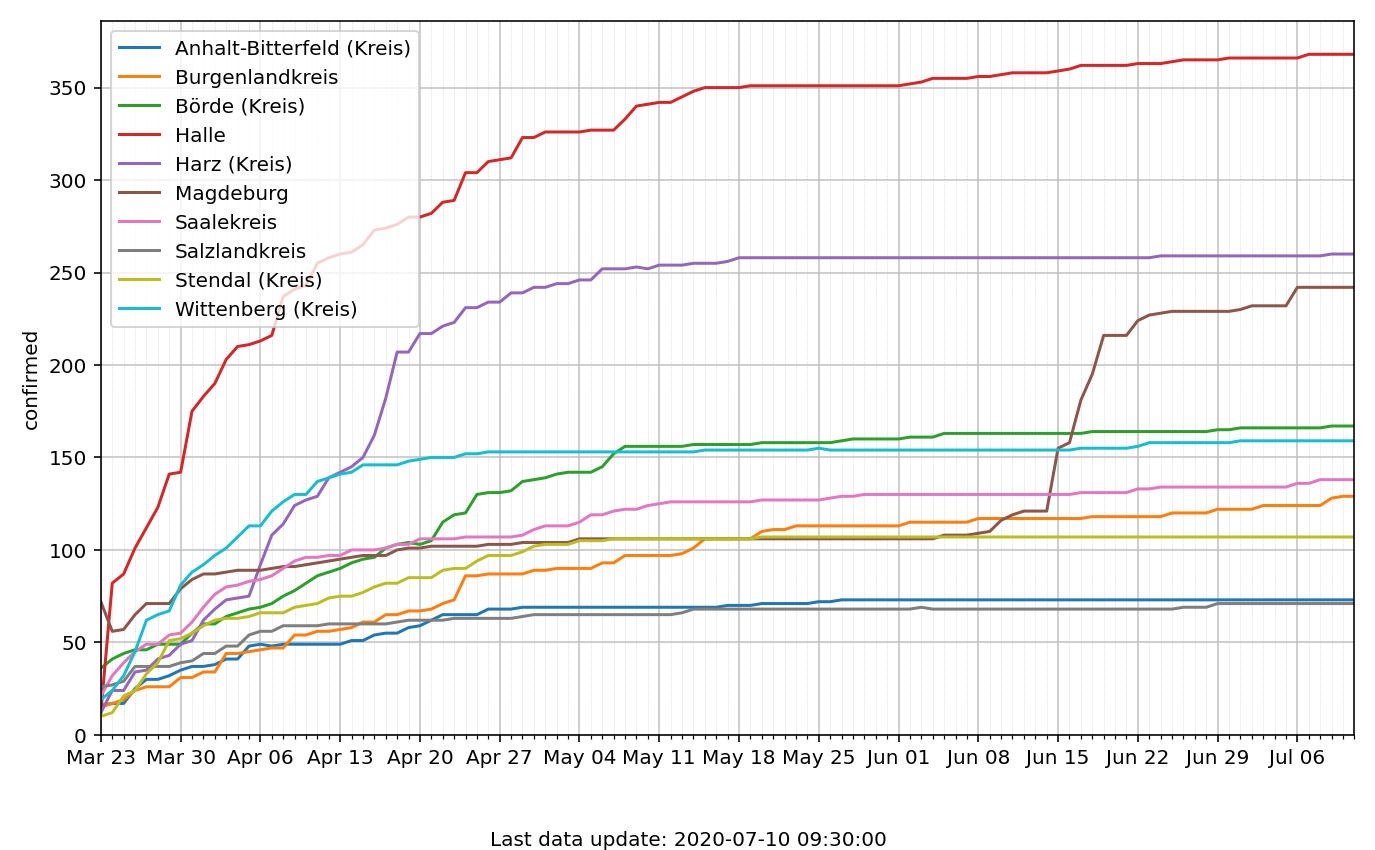 Anhalt-Bitterfeld (Kreis)
Burgenlandkreis
Börde (Kreis)
Halle
Harz (Kreis)
Magdeburg
Saalekreis
Salzlandkreis
Stendal (Kreis)
Wittenberg (Kreis)
confirmed
350
300
250
200
150
100
50
0
Mar 23 Mar 30 Apr 06 Apr 13 Apr 20 Apr 27 May 04 May 11 May 18 May 25 Jun 01 Jun 08 Jun 15 Jun 22 Jun 29 Jul 06
Last data update: 2020-07-10 09:30:00